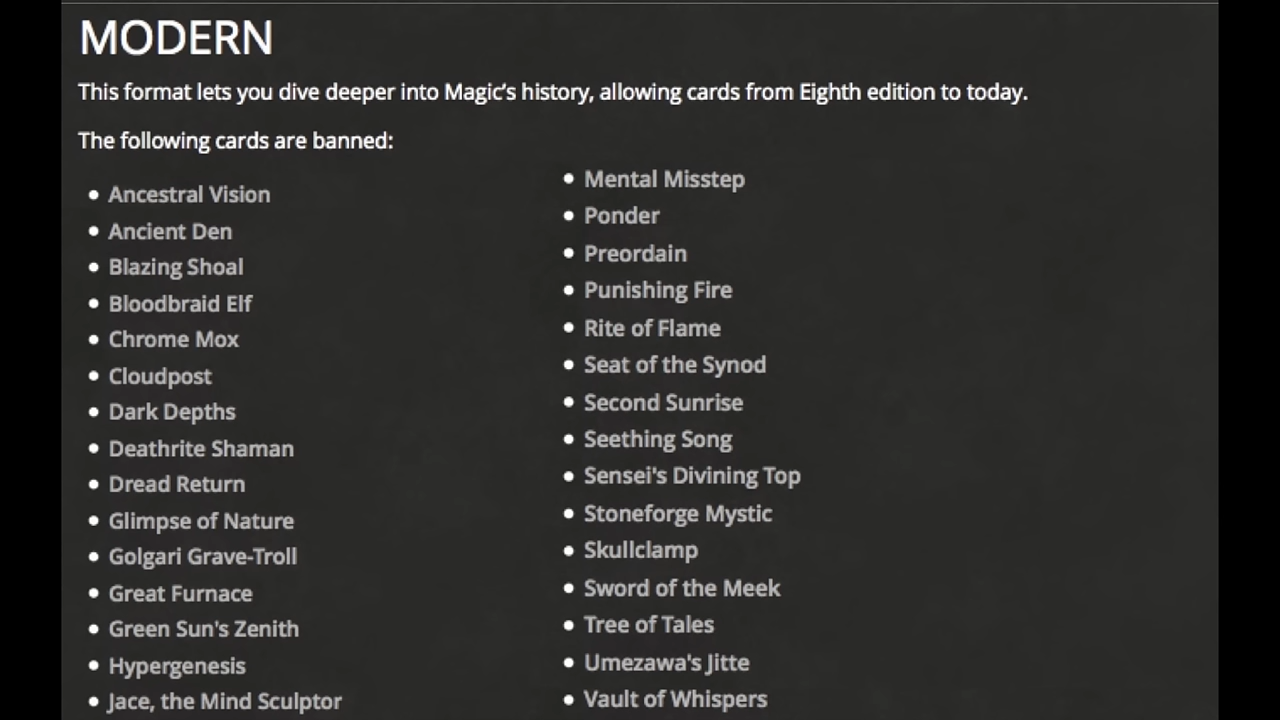 MODERN
This format lets you dive deeper into Magic's history, allowing cards from Eighth edition to today.
The following cards are banned:
• Ancestral Vision
• Ancient Den
• Blazing Shoal
• Bloodbraid Elf
• Chrome Mox
• Cloudpost
• Dark Depths
• Deathrite Shaman
• Dread Return
• Glimpse of Nature
• Golgari Grave-Troll
• Great Furnace
• Green Sun's Zenith
• Hypergenesis
• Jace, the Mind Sculptor
• Mental Misstep
• Ponder
• Preordain
• Punishing Fire
• Rite of Flame
• Seat of the Synod
• Second Sunrise
• Seething Song
• Sensei's Divining Top
• Stoneforge Mystic
• Skullclamp
• Sword of the Meek
• Tree of Tales
• Umezawa's Jitte
• Vault of Whispers